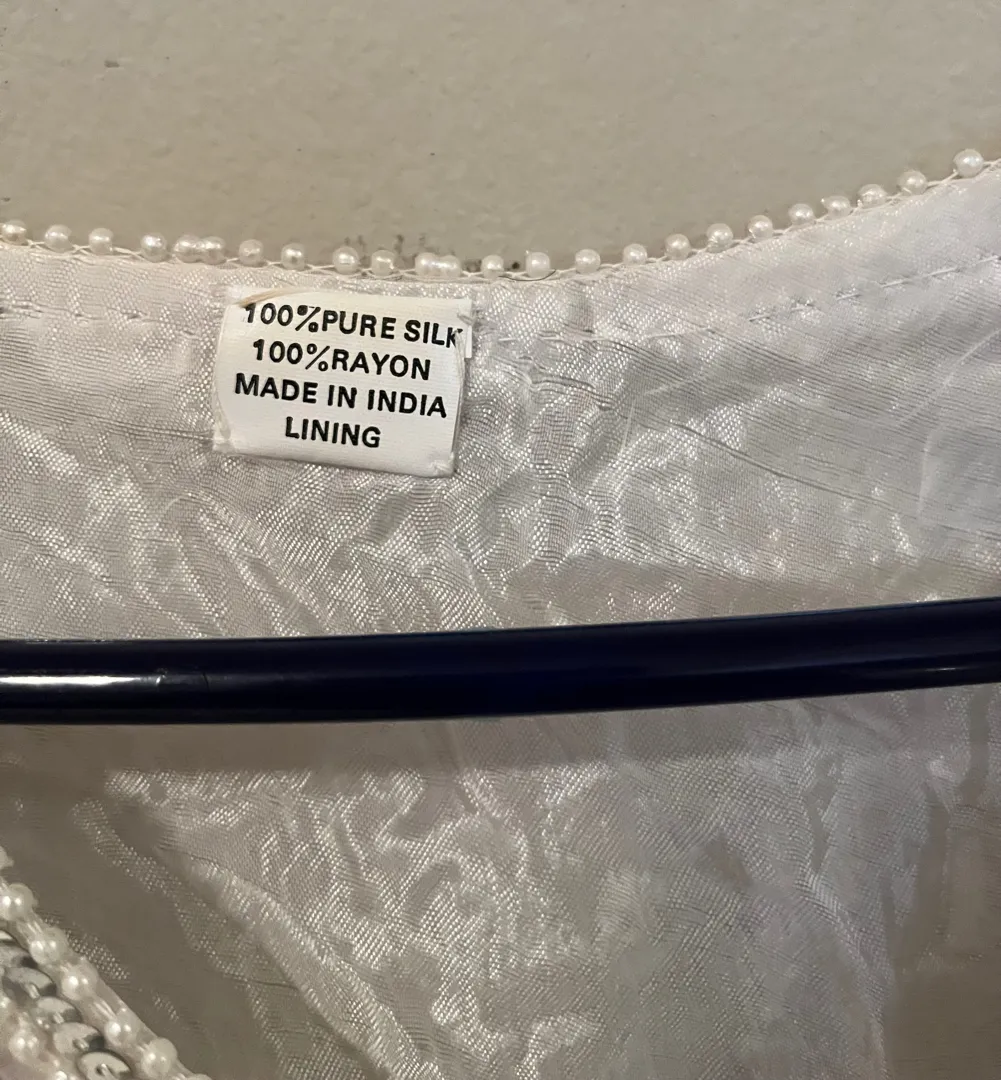 100%PURE SILK
100%RAYON
MADE IN INDIA
LINING